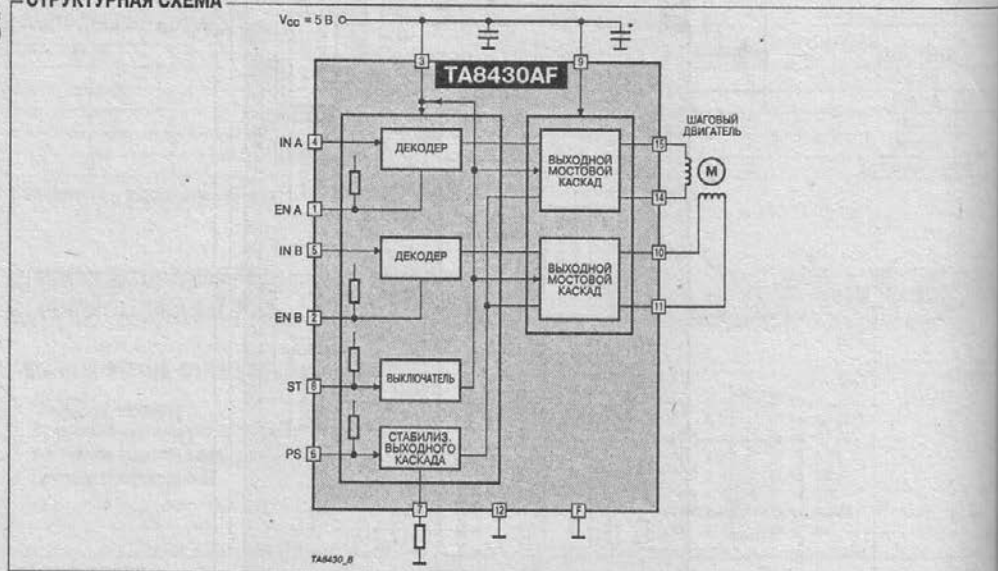 СТРУКТУРНАЯ СХЕМА
Vcc = 5 В
*
3
9
TA8430AF
ШАГОВЫЙ
ДВИГАТЕЛЬ
IN A 4
ДЕКОДЕР
ВЫХОДНОЙ
МОСТОВОЙ
КАСКАД
15
M
14
EN A 1
IN B 5
ДЕКОДЕР
ВЫХОДНОЙ
МОСТОВОЙ
КАСКАД
10
11
EN B 2
ST 8
ВЫКЛЮЧАТЕЛЬ
PS 6
СТАБИЛИЗ.
ВЫХОДНОГО
КАСКАДА
7
12
F
TA8430_B